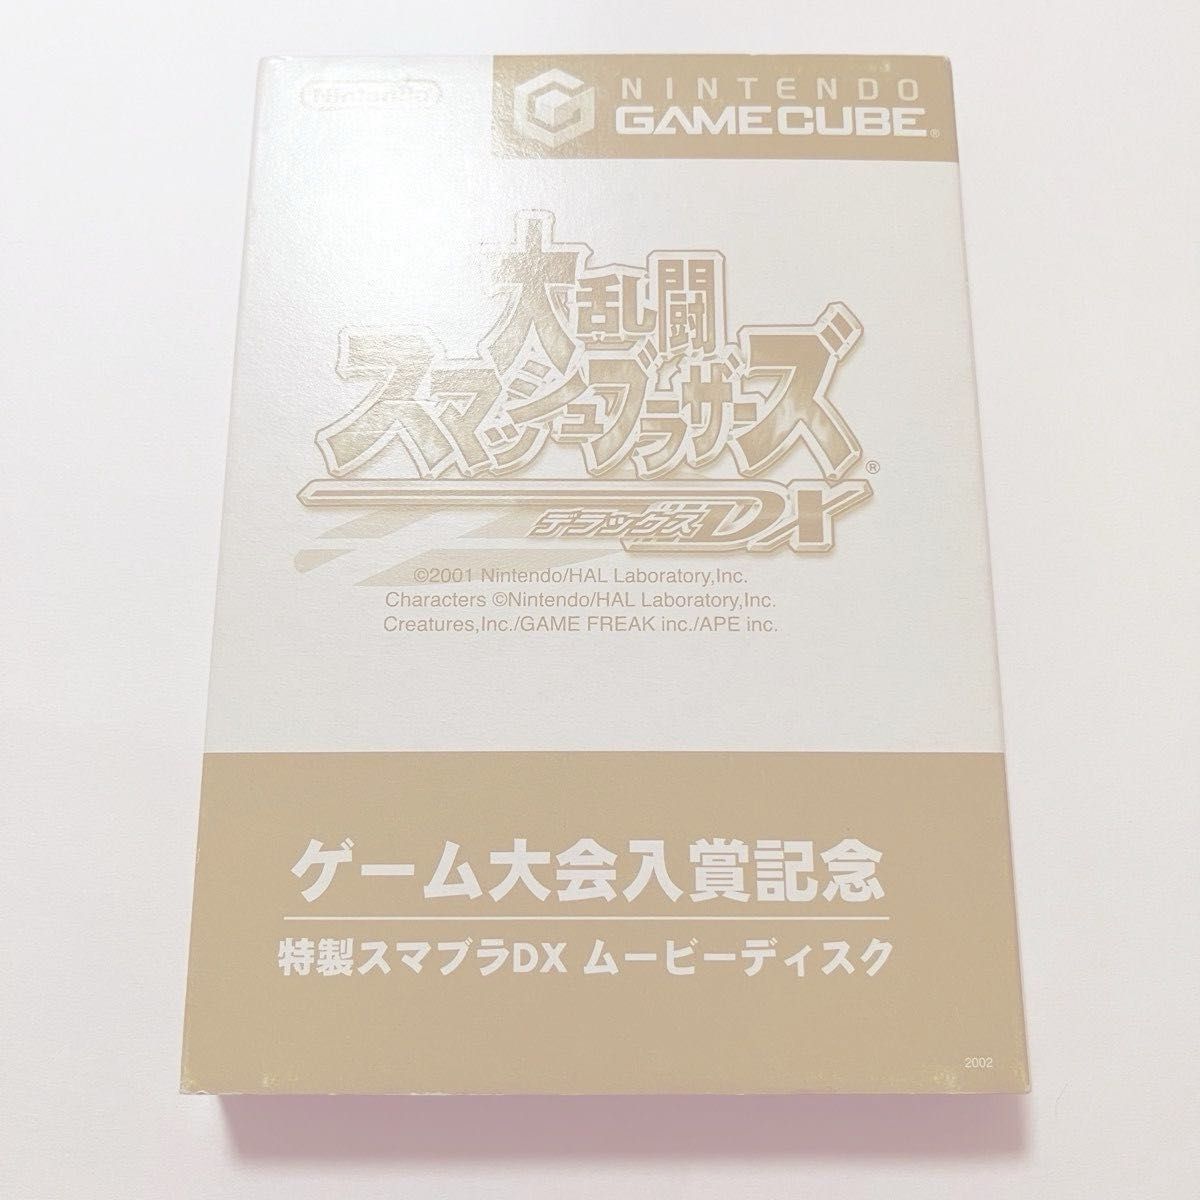 Nintendo
NINTENDO
GAMECUBE®
大乱闘
スマッシュブラザーズ®
デラックスDX
©2001 Nintendo/HAL Laboratory,Inc.
Characters ©Nintendo/HAL Laboratory,Inc.
Creatures,Inc./GAME FREAK inc./APE inc.
ゲーム大会入賞記念
特製スマブラDX ムービーディスク
2002